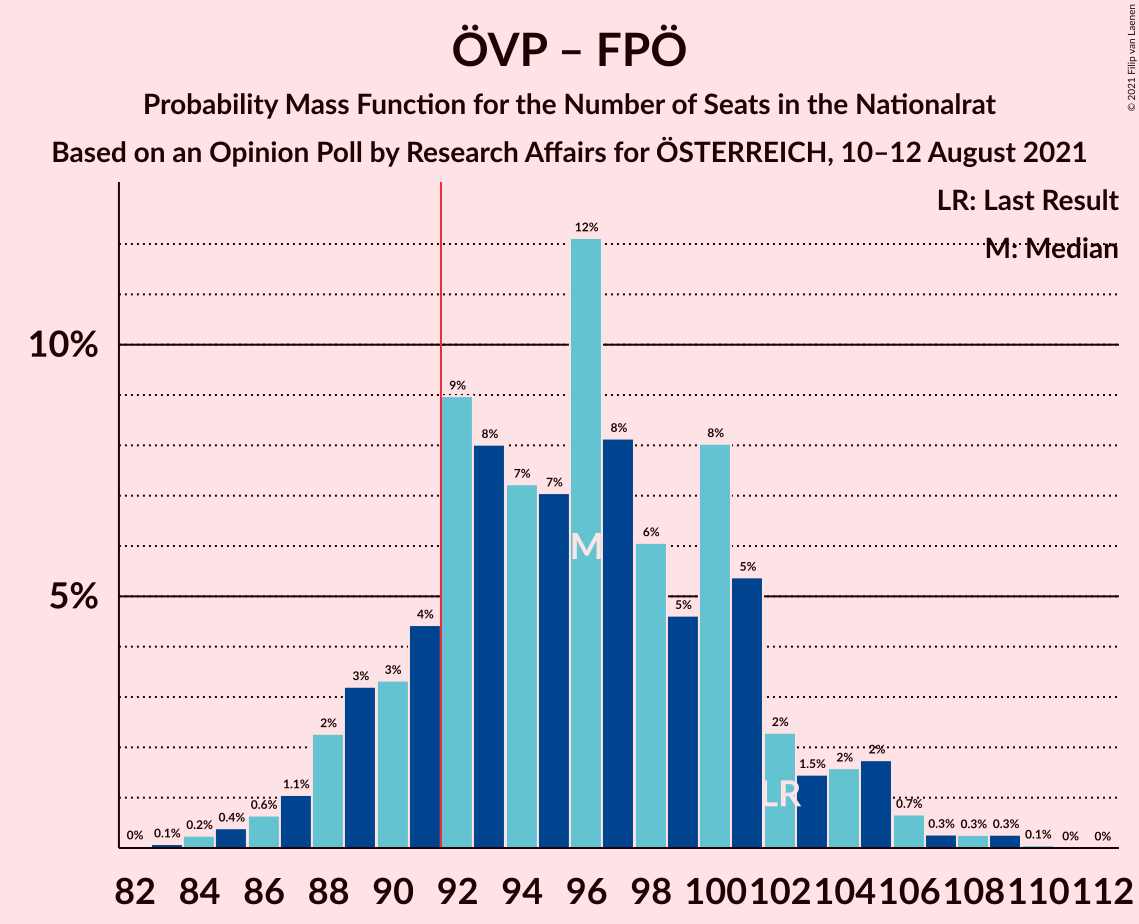 ÖVP – FPÖ
Probability Mass Function for the Number of Seats in the Nationalrat
Based on an Opinion Poll by Research Affairs for ÖSTERREICH, 10–12 August 2021
© 2021 Filip van Laenen
LR: Last Result
M: Median
10%
5%
0% 0.1% 0.2% 0.4% 0.6% 1.1% 2% 3% 3% 4% 9% 8% 7% 7% 12% 8% 6% 5% 8% 5% 2% 1.5% 2% 2% 0.7% 0.3% 0.3% 0.3% 0.1% 0% 0%
M
LR
82 84 86 88 90 92 94 96 98 100 102 104 106 108 110 112